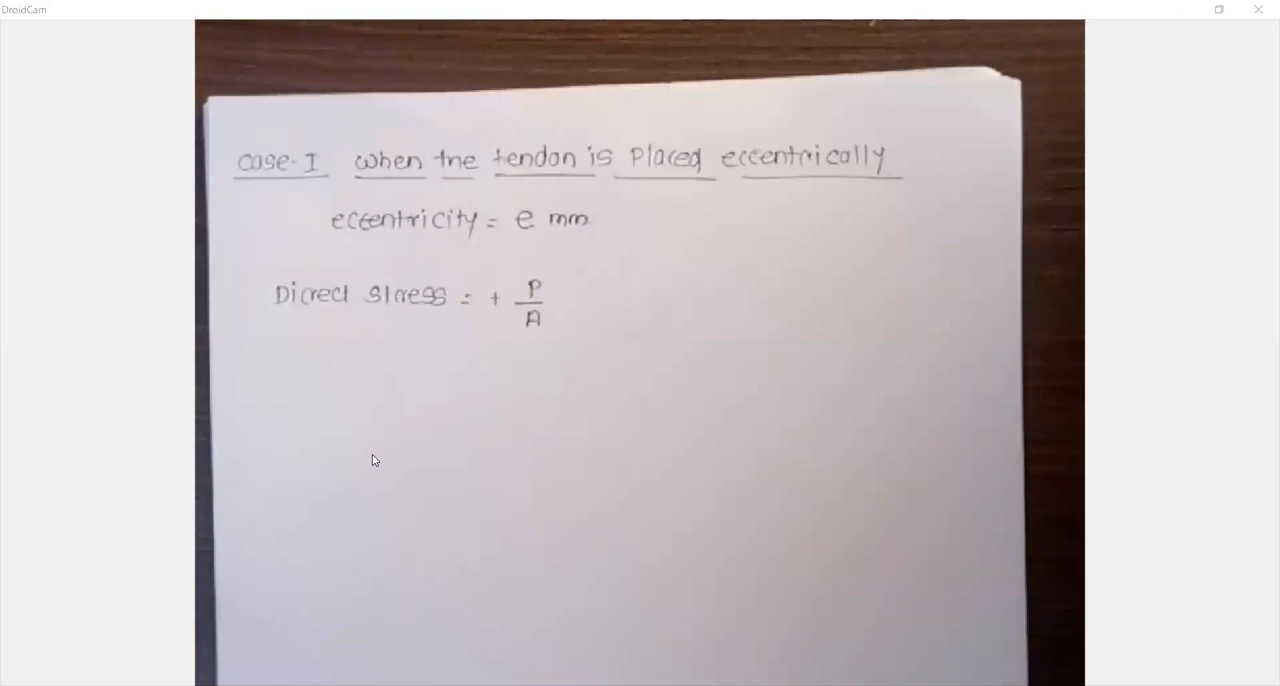 DroidCam
Case-I when the tendon is Placed eccentrically
eccentricity = e mm
Direct stress = + P/A